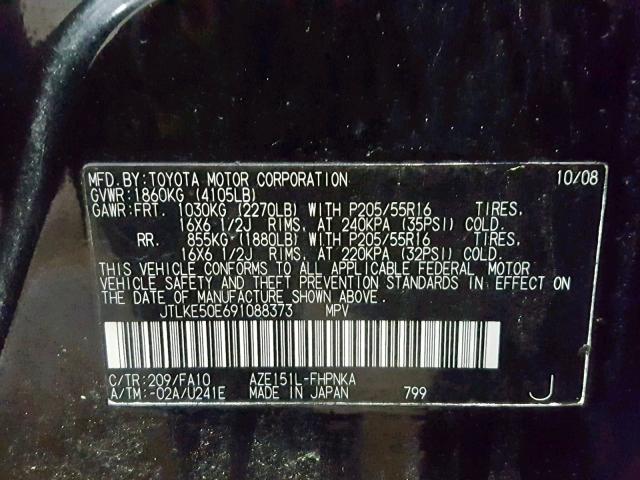 MFD.BY:TOYOTA MOTOR CORPORATION 10/08
GVWR:1860KG (4105LB)
GAWR:FRT. 1030KG (2270LB) WITH P205/55R16 TIRES,
16X6 1/2J RIMS, AT 240KPA (35PSI) COLD.
RR. 855KG (1880LB) WITH P205/55R16 TIRES,
16X6 1/2J RIMS, AT 220KPA (32PSI) COLD.
THIS VEHICLE CONFORMS TO ALL APPLICABLE FEDERAL MOTOR
VEHICLE SAFETY AND THEFT PREVENTION STANDARDS IN EFFECT ON
THE DATE OF MANUFACTURE SHOWN ABOVE.
JTLKE50E691088373 MPV
C/TR:209/FA10 AZE151L-FHPNKA
A/TM:-02A/U241E MADE IN JAPAN 799 J